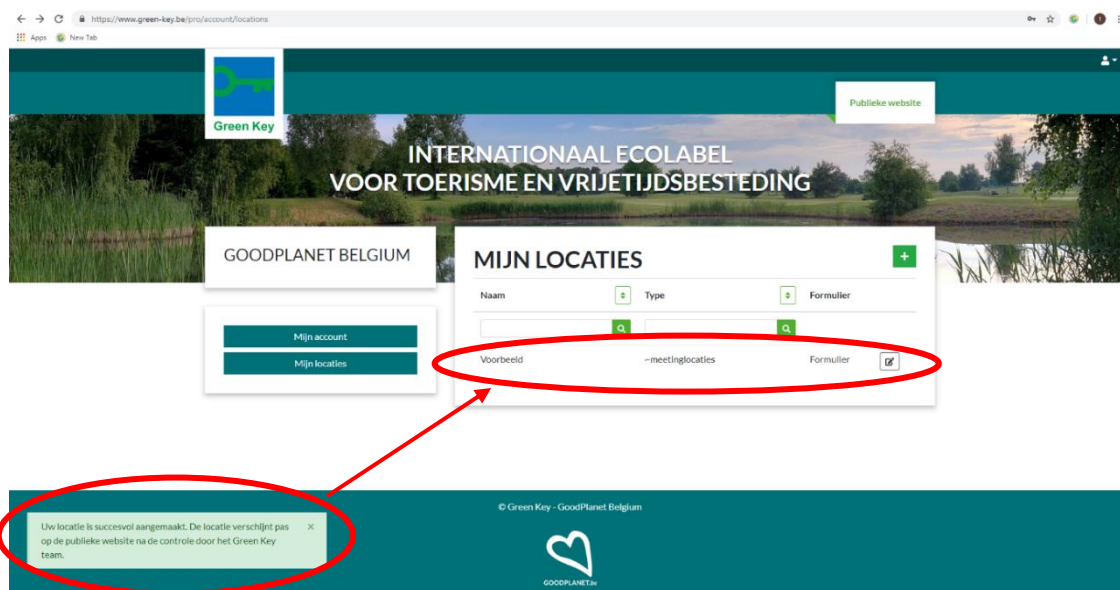 https://www.green-key.be/pro/account/locations
Apps
New Tab
Publieke website
Green Key
INTERNATIONAAL ECOLABEL
VOOR TOERISME EN VRIJETIJDSBESTEDING
GOODPLANET BELGIUM
Mijn account
Mijn locaties
MIJN LOCATIES
+
Naam
Type
Formulier
Voorbeeld
~meetinglocaties
Formulier
Uw locatie is succesvol aangemaakt. De locatie verschijnt pas
op de publieke website na de controle door het Green Key
team.
×
© Green Key - GoodPlanet Belgium
GOODPLANET.be